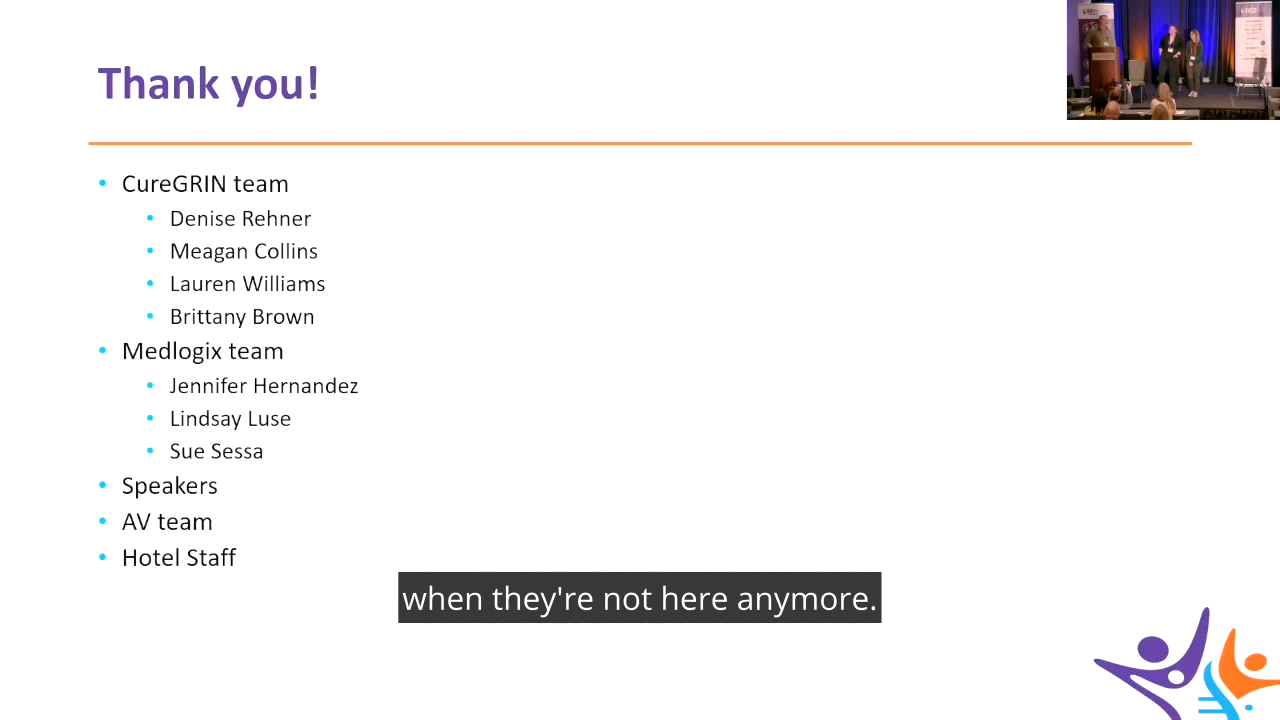 Thank you!
CureGRIN team
Denise Rehner
Meagan Collins
Lauren Williams
Brittany Brown
Medlogix team
Jennifer Hernandez
Lindsay Luse
Sue Sessa
Speakers
AV team
Hotel Staff
when they're not here anymore.